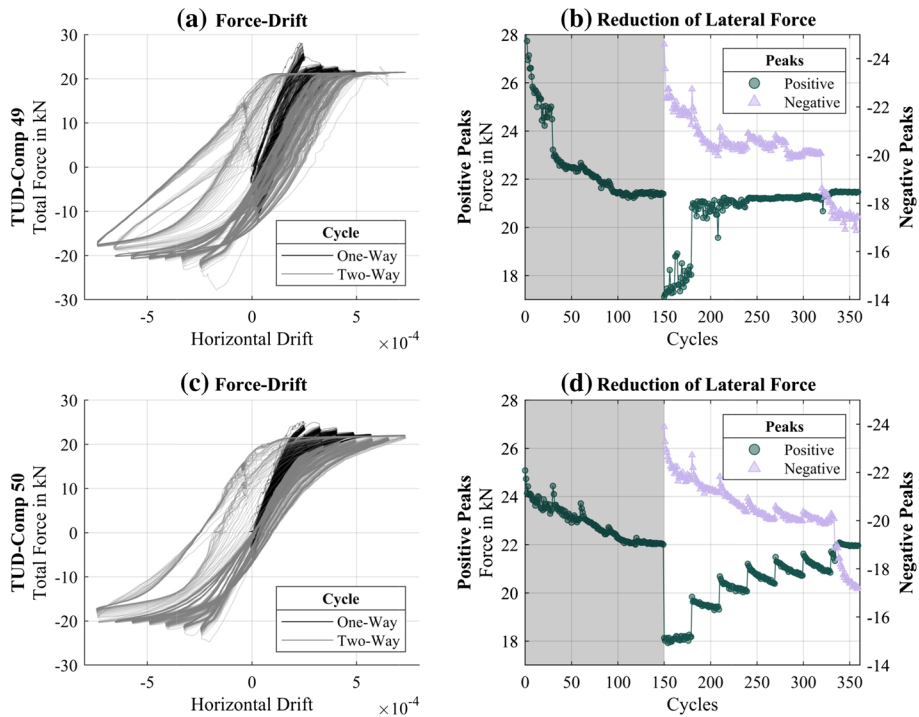 (a) Force-Drift
TUD-Comp 49
Total Force in kN
30
20
10
0
-10
-20
-30
-5
0
5
×10⁻⁴
Horizontal Drift
Cycle
One-Way
Two-Way
(b) Reduction of Lateral Force
Positive Peaks
Force in kN
28
26
24
22
20
18
0
50
100
150
200
250
300
350
Cycles
-24
-22
-20
-18
-16
-14
Negative Peaks
Peaks
Positive
Negative
(c) Force-Drift
TUD-Comp 50
Total Force in kN
30
20
10
0
-10
-20
-30
-5
0
5
×10⁻⁴
Horizontal Drift
Cycle
One-Way
Two-Way
(d) Reduction of Lateral Force
Positive Peaks
Force in kN
28
26
24
22
20
18
0
50
100
150
200
250
300
350
Cycles
-24
-22
-20
-18
-16
-14
Negative Peaks
Peaks
Positive
Negative